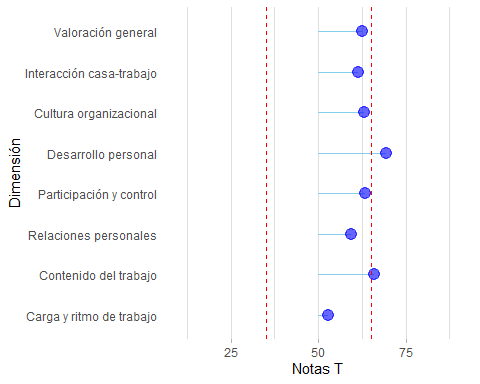 Valoración general
Interacción casa-trabajo
Cultura organizacional
Desarrollo personal
Participación y control
Relaciones personales
Contenido del trabajo
Carga y ritmo de trabajo
Dimensión
25 50 75
Notas T